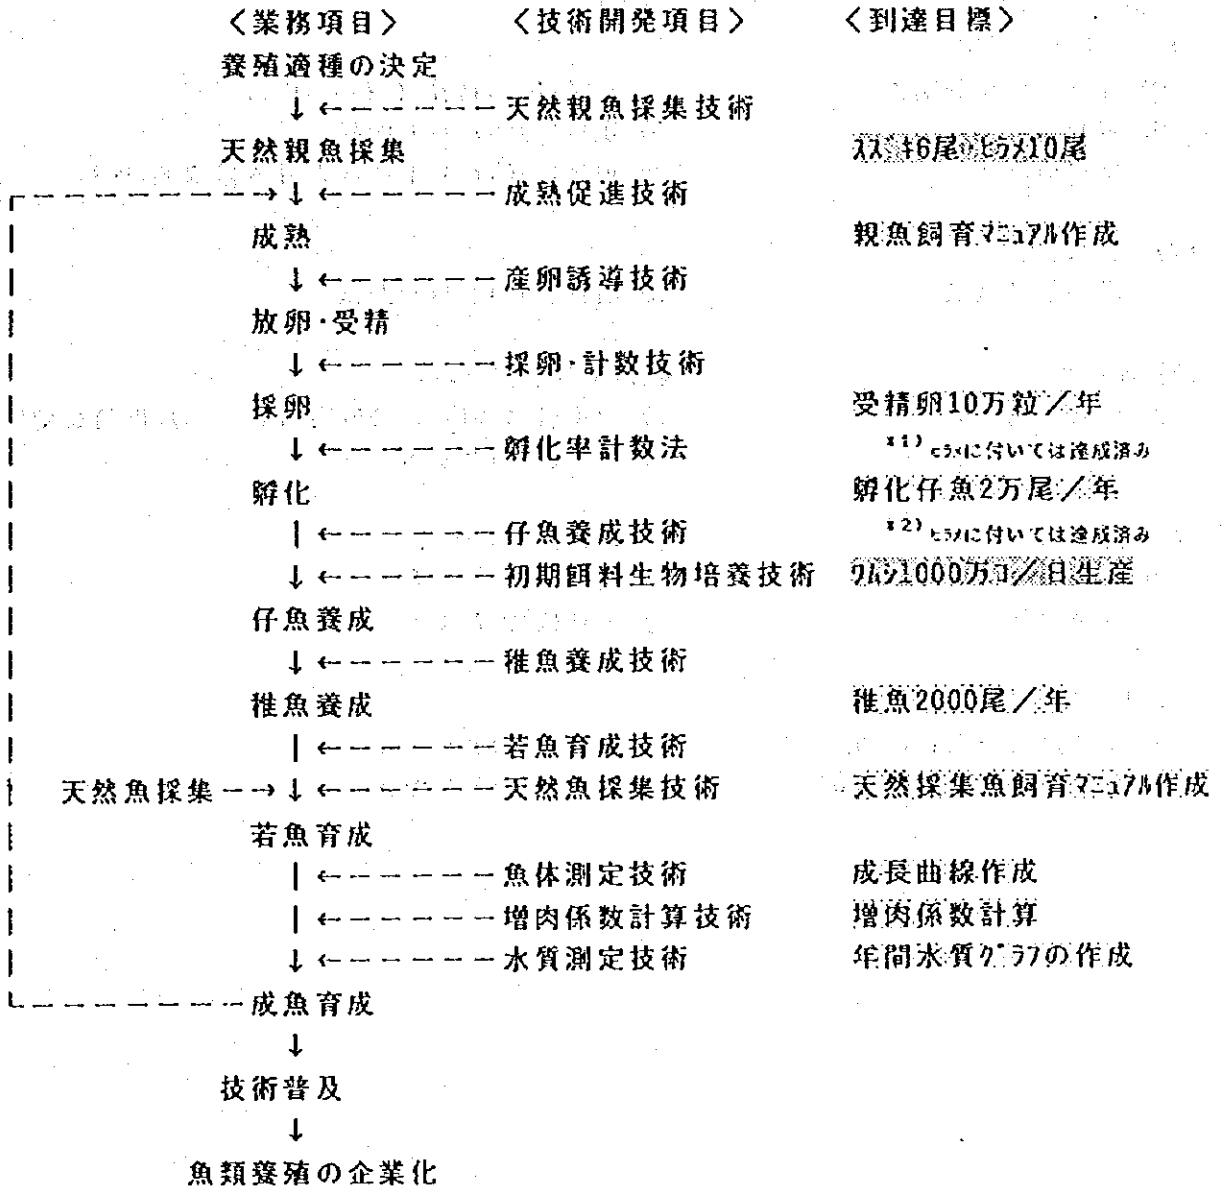 〈業務項目〉 〈技術開発項目〉 〈到達目標〉
養殖適種の決定
↓ ←------ 天然親魚採集技術
天然親魚採集 ｽｽﾞｷ6尾、ﾋﾗﾒ10尾
┌--------→ ↓ ←------ 成熟促進技術
成熟 親魚飼育ﾏﾆｭｱﾙ作成
↓ ←------ 産卵誘導技術
放卵・受精
↓ ←------ 採卵・計数技術
採卵 受精卵10万粒／年
↓ ←------ 孵化率計数法 *1) ﾋﾗﾒに付いては達成済み
孵化 孵化仔魚2万尾／年
| ←------ 仔魚養成技術 *2) ﾋﾗﾒに付いては達成済み
↓ ←------ 初期餌料生物培養技術 ﾜﾑｼ1000万コ／日生産
仔魚養成
↓ ←------ 稚魚養成技術
稚魚養成 稚魚2000尾／年
| ←------ 若魚育成技術
天然魚採集 --→ ↓ ←------ 天然魚採集技術 天然採集魚飼育ﾏﾆｭｱﾙ作成
若魚育成
| ←------ 魚体測定技術 成長曲線作成
| ←------ 増肉係数計算技術 増肉係数計算
↓ ←------ 水質測定技術 年間水質ｸﾞﾗﾌの作成
└-------- 成魚育成
↓
技術普及
↓
魚類養殖の企業化